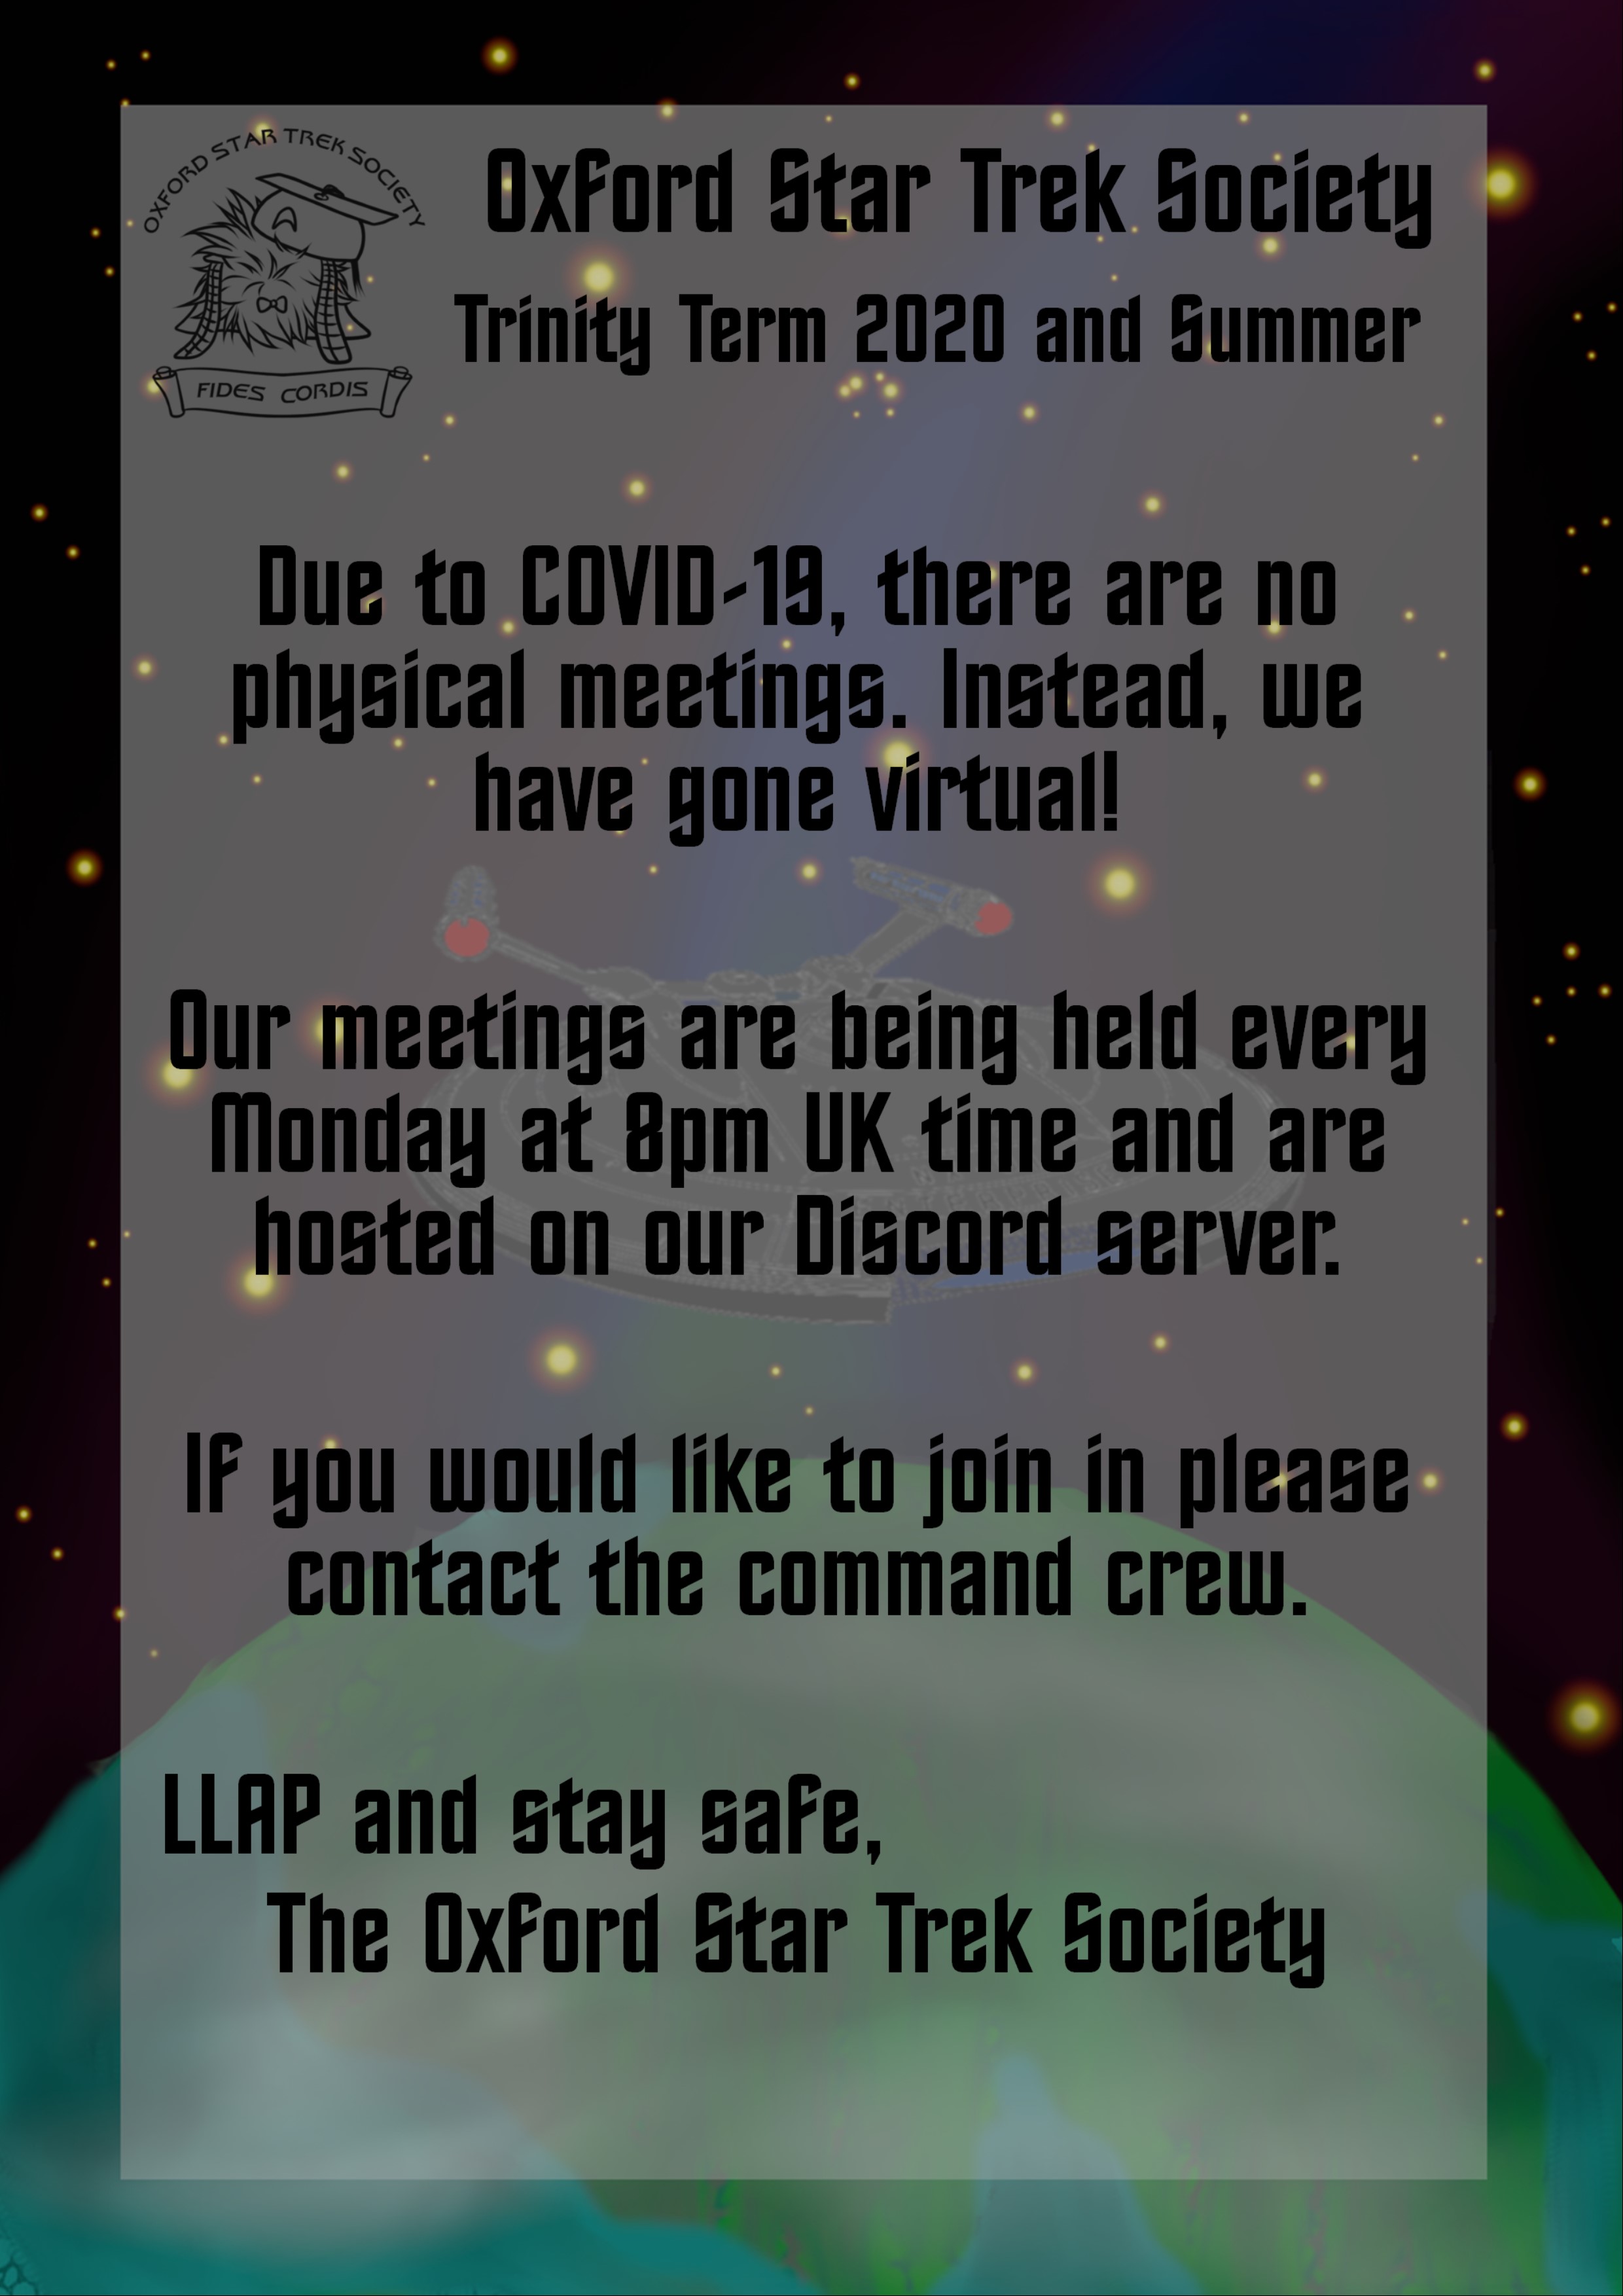 OXFORD STAR TREK SOCIETY
FIDES CORDIS
Oxford Star Trek Society
Trinity Term 2020 and Summer
Due to COVID-19, there are no
physical meetings. Instead, we
have gone virtual!
Our meetings are being held every
Monday at 8pm UK time and are
hosted on our Discord server.
If you would like to join in please
contact the command crew.
LLAP and stay safe,
The Oxford Star Trek Society